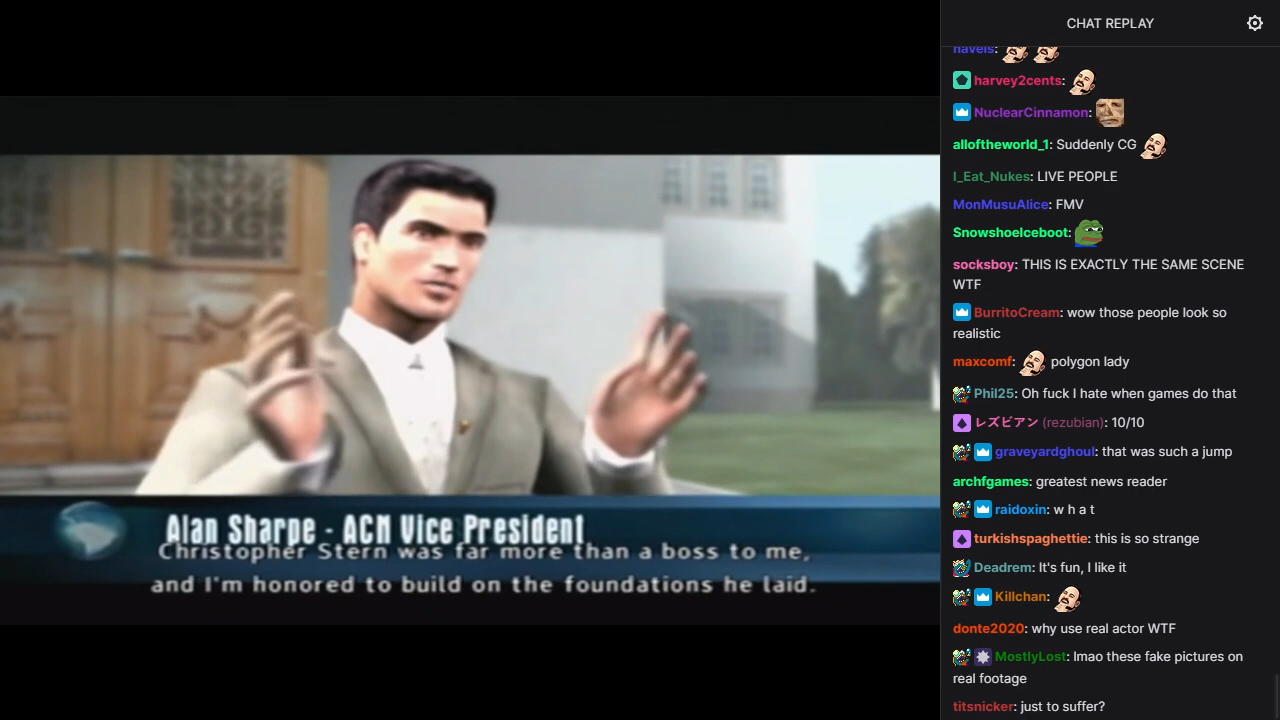 Alan Sharpe - ACM Vice President
Christopher Stern was far more than a boss to me,
and I'm honored to build on the foundations he laid.
CHAT REPLAY
navels:
harvey2cents:
NuclearCinnamon:
alloftheworld_1: Suddenly CG
I_Eat_Nukes: LIVE PEOPLE
MonMusuAlice: FMV
SnowshoeIceboot:
socksboy: THIS IS EXACTLY THE SAME SCENE
WTF
BurritoCream: wow those people look so
realistic
maxcomf: polygon lady
Phil25: Oh fuck I hate when games do that
レズビアン (rezubian): 10/10
graveyardghoul: that was such a jump
archfgames: greatest news reader
raidoxin: w h a t
turkishspaghettie: this is so strange
Deadrem: It's fun, I like it
Killchan:
donte2020: why use real actor WTF
MostlyLost: lmao these fake pictures on
real footage
titsnicker: just to suffer?